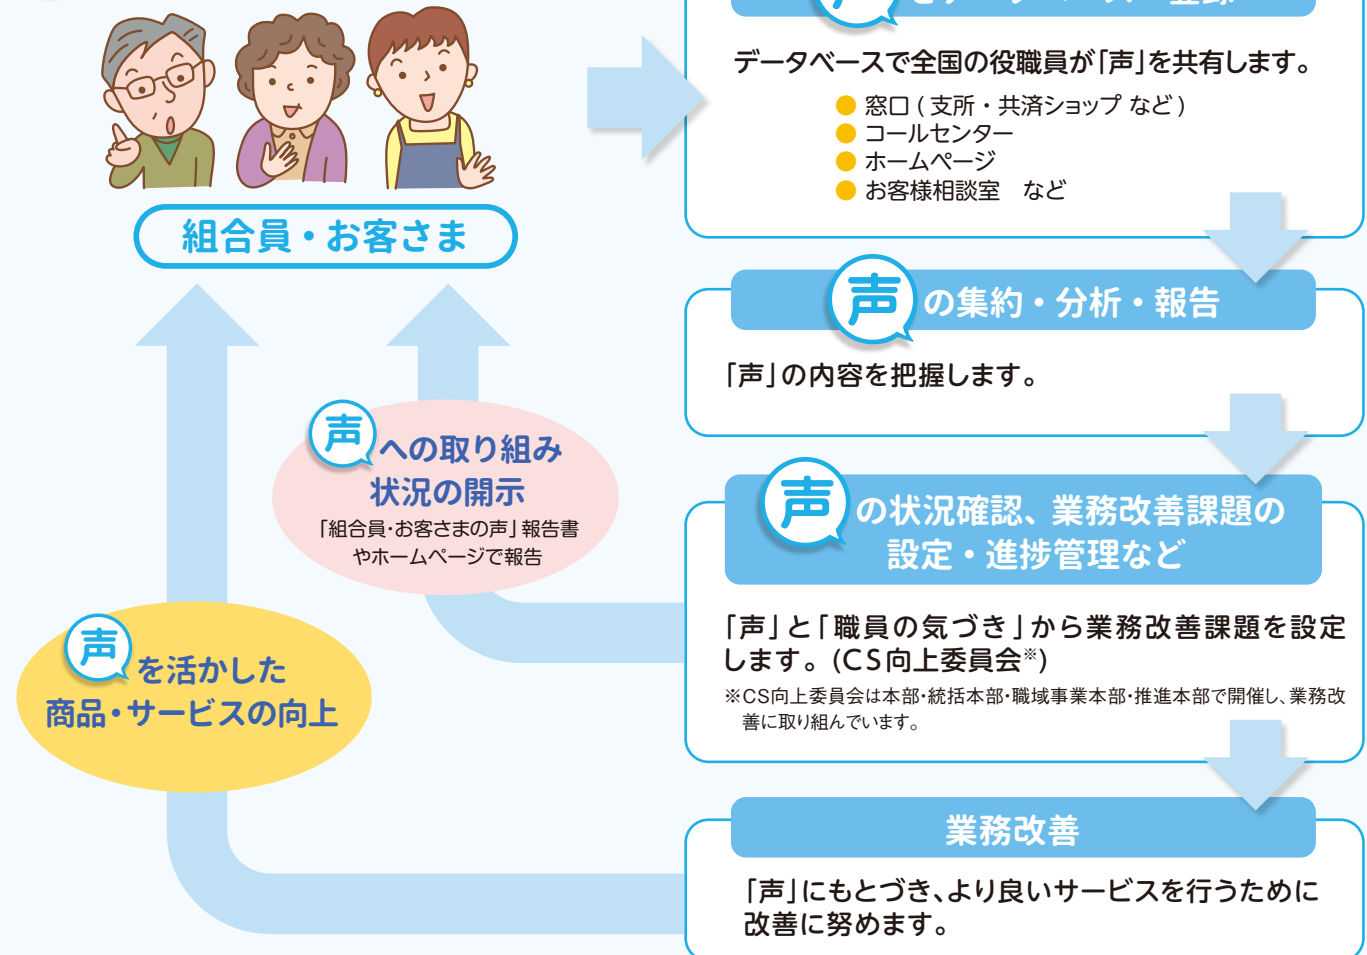 データベースで全国の役職員が「声」を共有します。
● 窓口 ( 支所・共済ショップ など )
● コールセンター
● ホームページ
● お客様相談室　など
組合員・お客さま
声の集約・分析・報告
「声」の内容を把握します。
声への取り組み
状況の開示
「組合員・お客さまの声」報告書
やホームページで報告
声の状況確認、業務改善課題の
設定・進捗管理など
「声」と「職員の気づき」から業務改善課題を設定
します。(CS向上委員会※)
※CS向上委員会は本部・統括本部・職域事業本部・推進本部で開催し、業務改
善に取り組んでいます。
声を活かした
商品・サービスの向上
業務改善
「声」にもとづき、より良いサービスを行うために
改善に努めます。